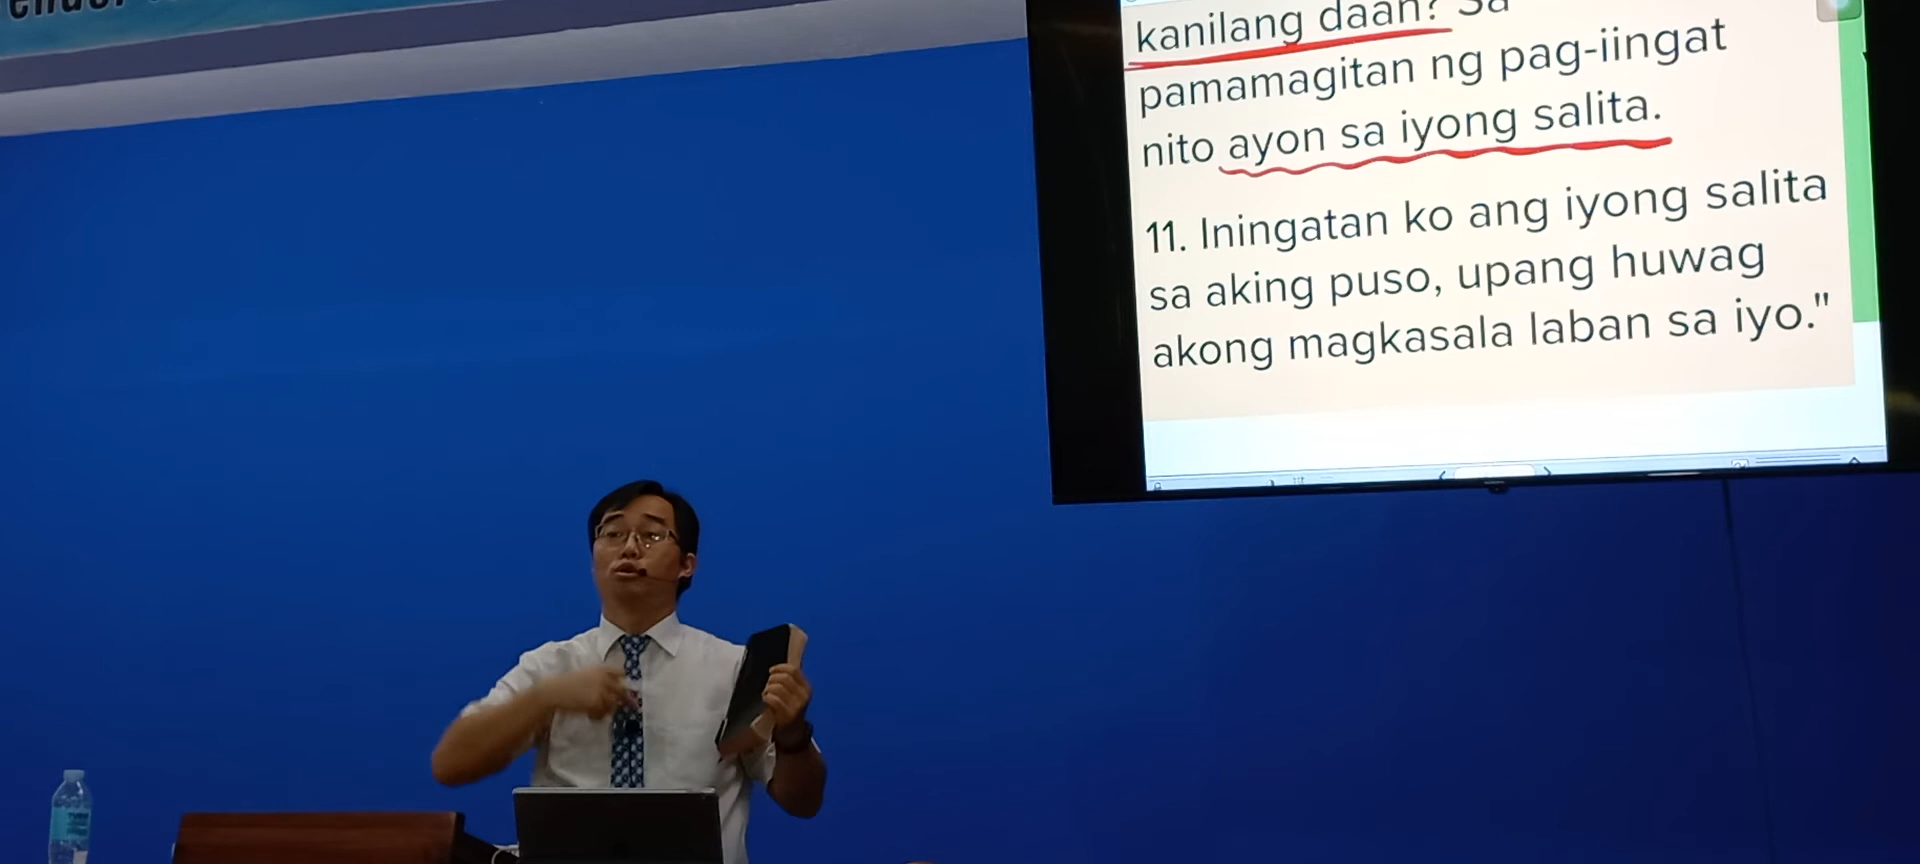 kanilang daan? Sa
pamamagitan ng pag-iingat
nito ayon sa iyong salita.
11. Iningatan ko ang iyong salita
sa aking puso, upang huwag
akong magkasala laban sa iyo."